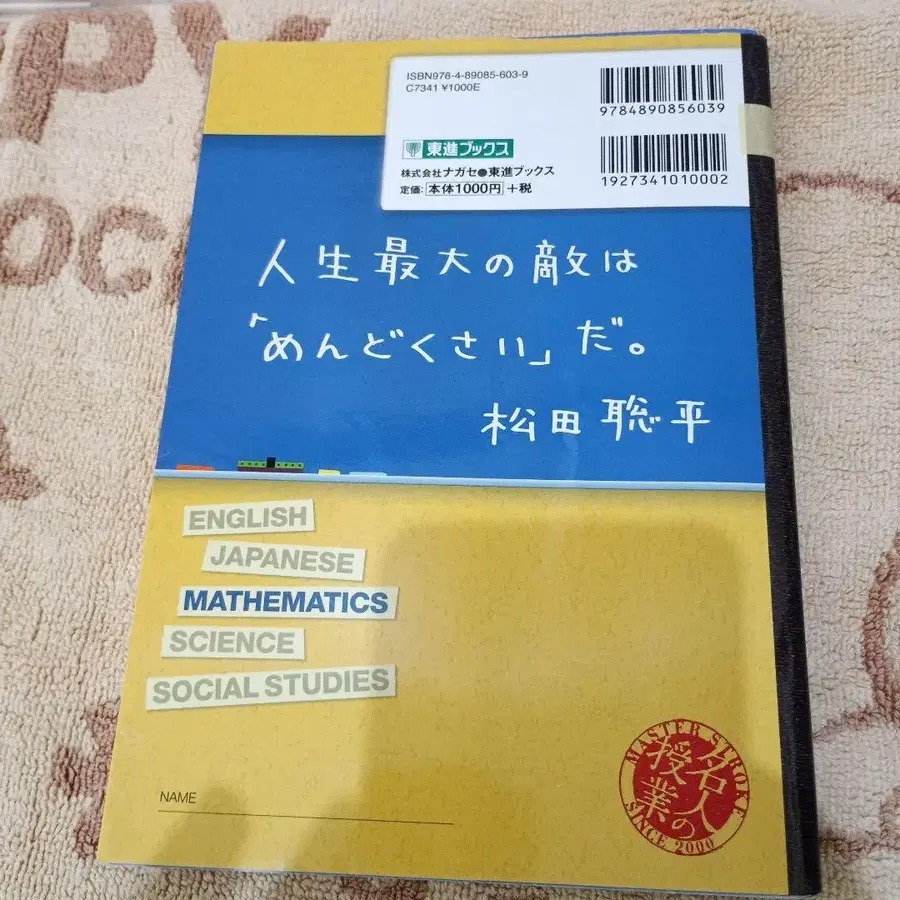 ISBN978-4-89085-603-9
C7341 ¥1000E
9784890856039
東進ブックス
株式会社ナガセ●東進ブックス
定価:本体1000円+税
1927341010002
人生最大の敵は
「めんどくさい」だ。
松田聡平
ENGLISH
JAPANESE
MATHEMATICS
SCIENCE
SOCIAL STUDIES
MASTER STROKE
名人の
授業
SINCE 2000
NAME